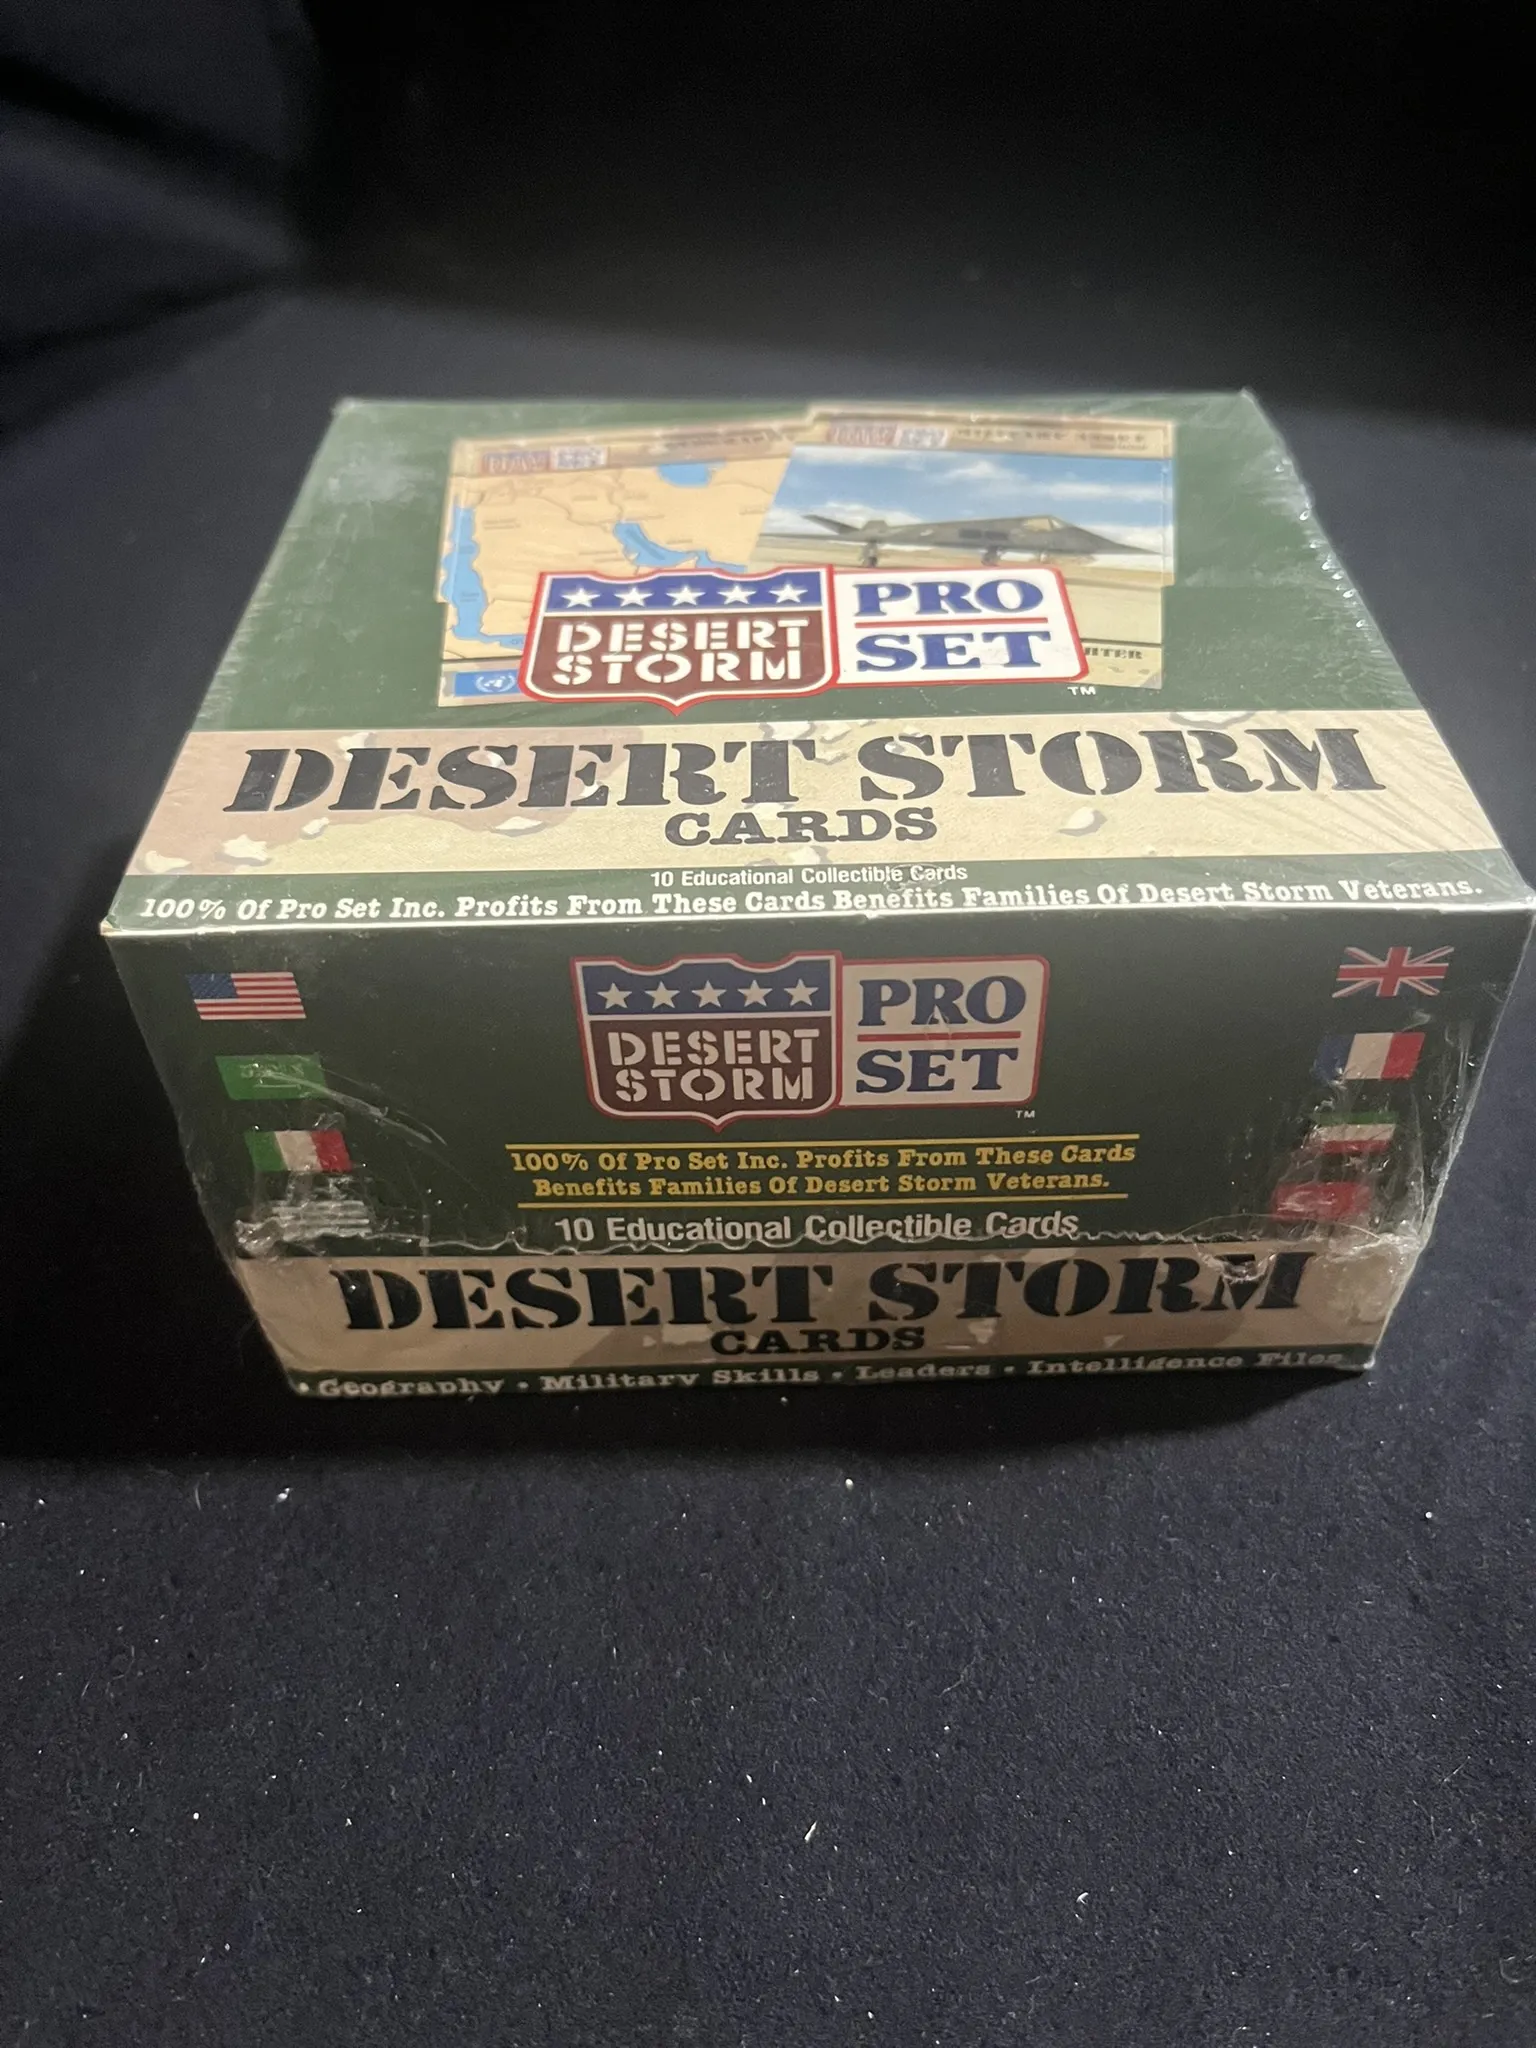 DESERT STORM
PRO SET
TM
HTER
DESERT STORM
CARDS
10 Educational Collectible Cards
100% Of Pro Set Inc. Profits From These Cards Benefits Families Of Desert Storm Veterans.
DESERT STORM
PRO SET
TM
100% Of Pro Set Inc. Profits From These Cards
Benefits Families Of Desert Storm Veterans.
10 Educational Collectible Cards
DESERT STORM
CARDS
• Geography • Military Skills • Leaders • Intelligence Files